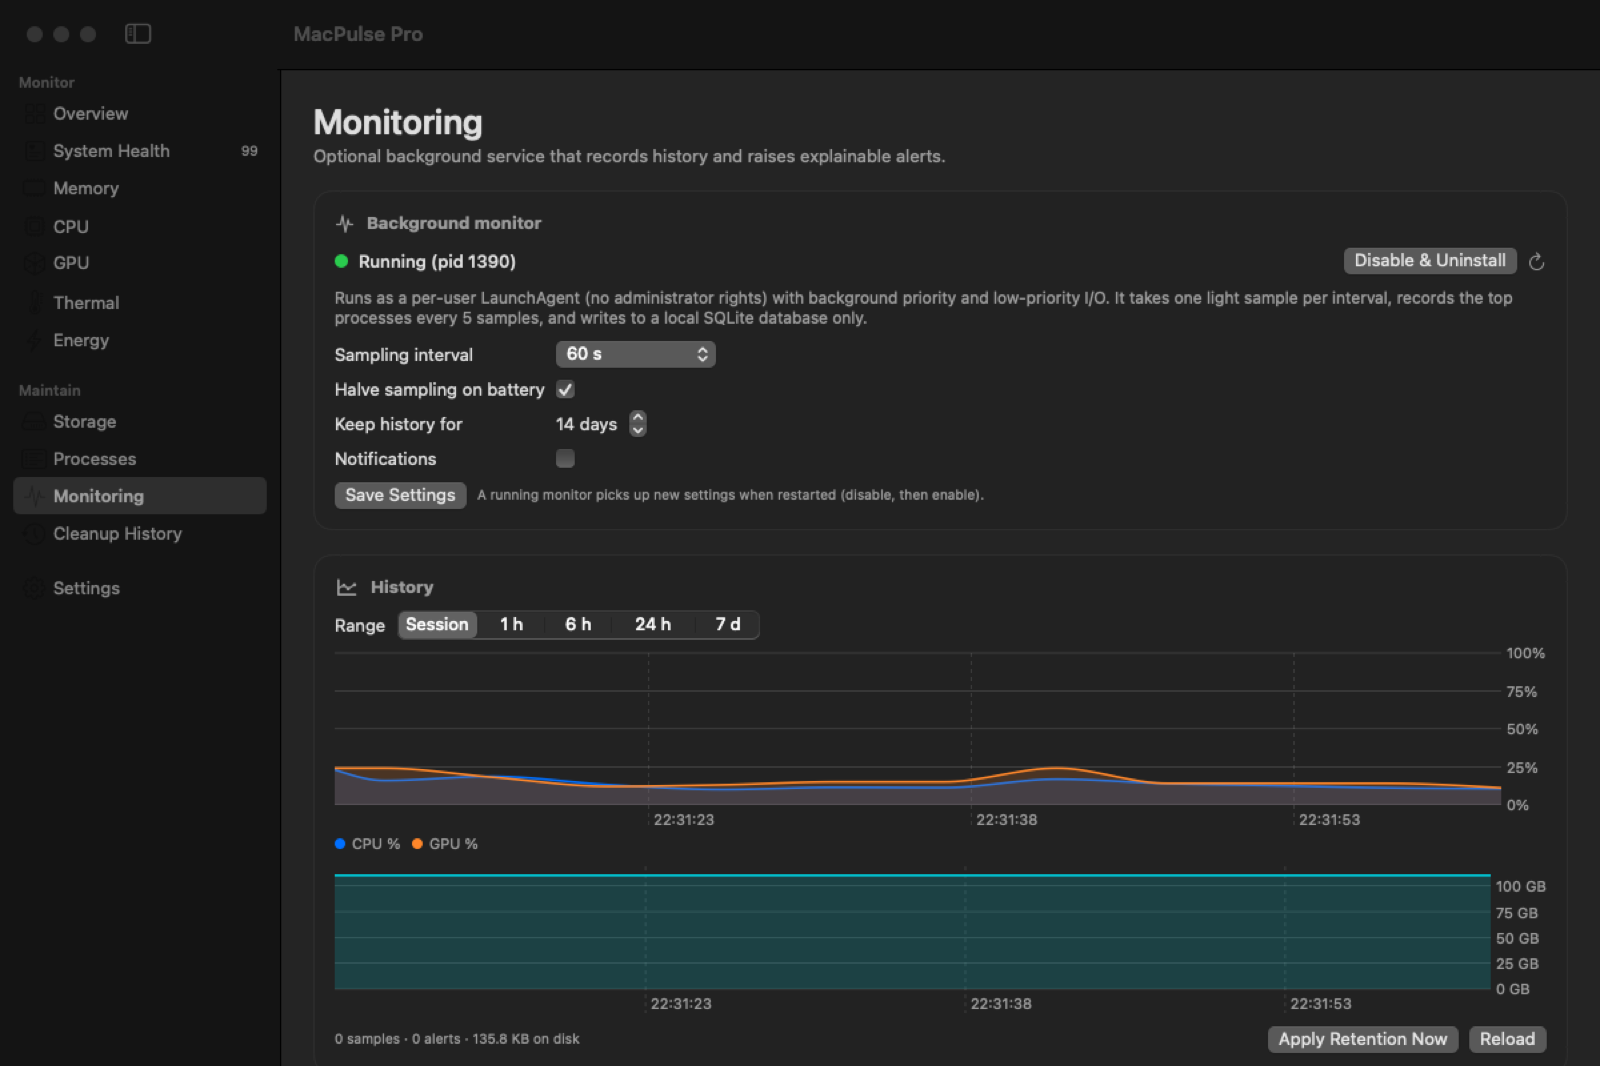 MacPulse Pro
Monitor
Overview
System Health 99
Memory
CPU
GPU
Thermal
Energy
Maintain
Storage
Processes
Monitoring
Cleanup History
Settings
Monitoring
Optional background service that records history and raises explainable alerts.
Background monitor
Running (pid 1390)
Disable & Uninstall
Runs as a per-user LaunchAgent (no administrator rights) with background priority and low-priority I/O. It takes one light sample per interval, records the top
processes every 5 samples, and writes to a local SQLite database only.
Sampling interval 60 s
Halve sampling on battery
Keep history for 14 days
Notifications
Save Settings A running monitor picks up new settings when restarted (disable, then enable).
History
Range Session 1 h 6 h 24 h 7 d
100%
75%
50%
25%
0%
22:31:23 22:31:38 22:31:53
CPU % GPU %
100 GB
75 GB
50 GB
25 GB
0 GB
22:31:23 22:31:38 22:31:53
0 samples · 0 alerts · 135.8 KB on disk
Apply Retention Now Reload